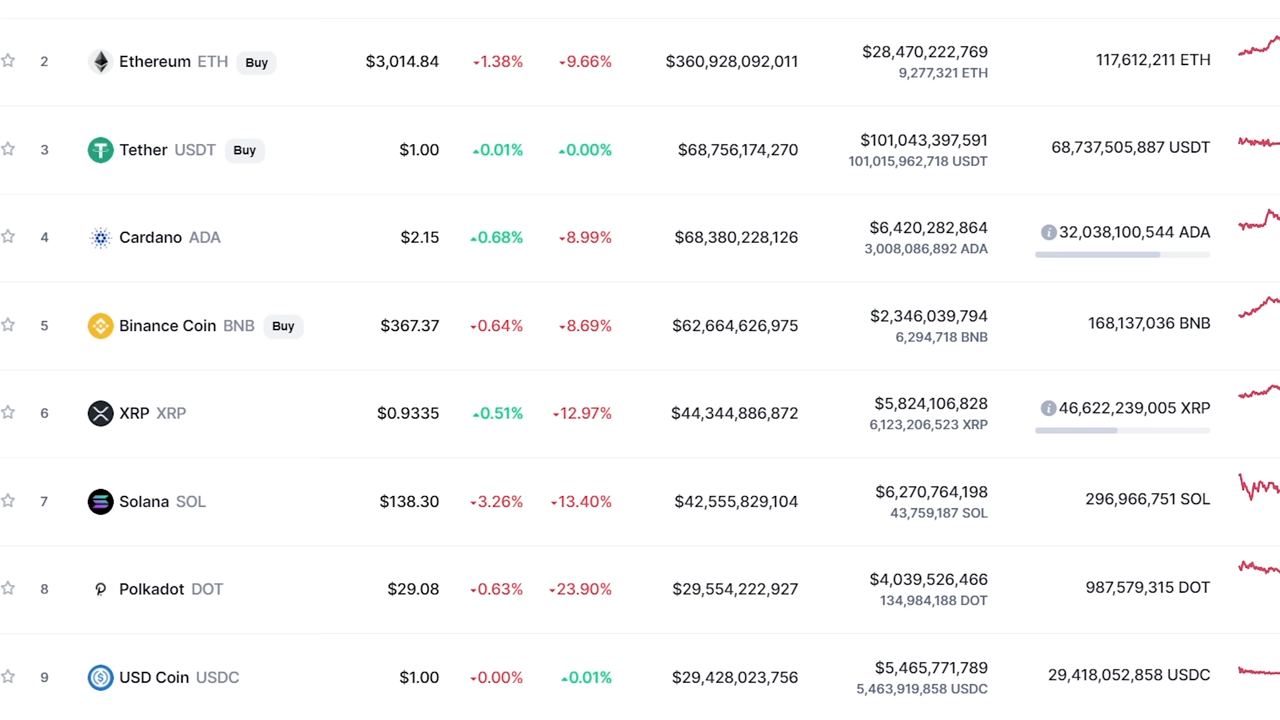 2 Ethereum ETH Buy $3,014.84 1.38% 9.66% $360,928,092,011 $28,470,222,769 117,612,211 ETH
9,277,321 ETH
3 Tether USDT Buy $1.00 0.01% 0.00% $68,756,174,270 $101,043,397,591 68,737,505,887 USDT
101,015,962,718 USDT
4 Cardano ADA $2.15 0.68% 8.99% $68,380,228,126 $6,420,282,864 32,038,100,544 ADA
3,008,086,892 ADA
5 Binance Coin BNB Buy $367.37 0.64% 8.69% $62,664,626,975 $2,346,039,794 168,137,036 BNB
6,294,718 BNB
6 XRP XRP $0.9335 0.51% 12.97% $44,344,886,872 $5,824,106,828 46,622,239,005 XRP
6,123,206,523 XRP
7 Solana SOL $138.30 3.26% 13.40% $42,555,829,104 $6,270,764,198 296,966,751 SOL
43,759,187 SOL
8 Polkadot DOT $29.08 0.63% 23.90% $29,554,222,927 $4,039,526,466 987,579,315 DOT
134,984,188 DOT
9 USD Coin USDC $1.00 0.00% 0.01% $29,428,023,756 $5,465,771,789 29,418,052,858 USDC
5,463,919,858 USDC